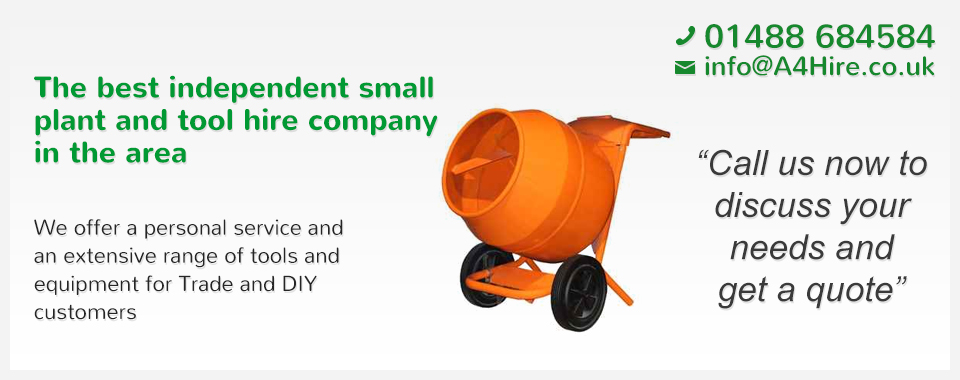 01488 684584
info@A4Hire.co.uk
The best independent small
plant and tool hire company
in the area
We offer a personal service and
an extensive range of tools and
equipment for Trade and DIY
customers
”Call us now to
discuss your
needs and
get a quote”